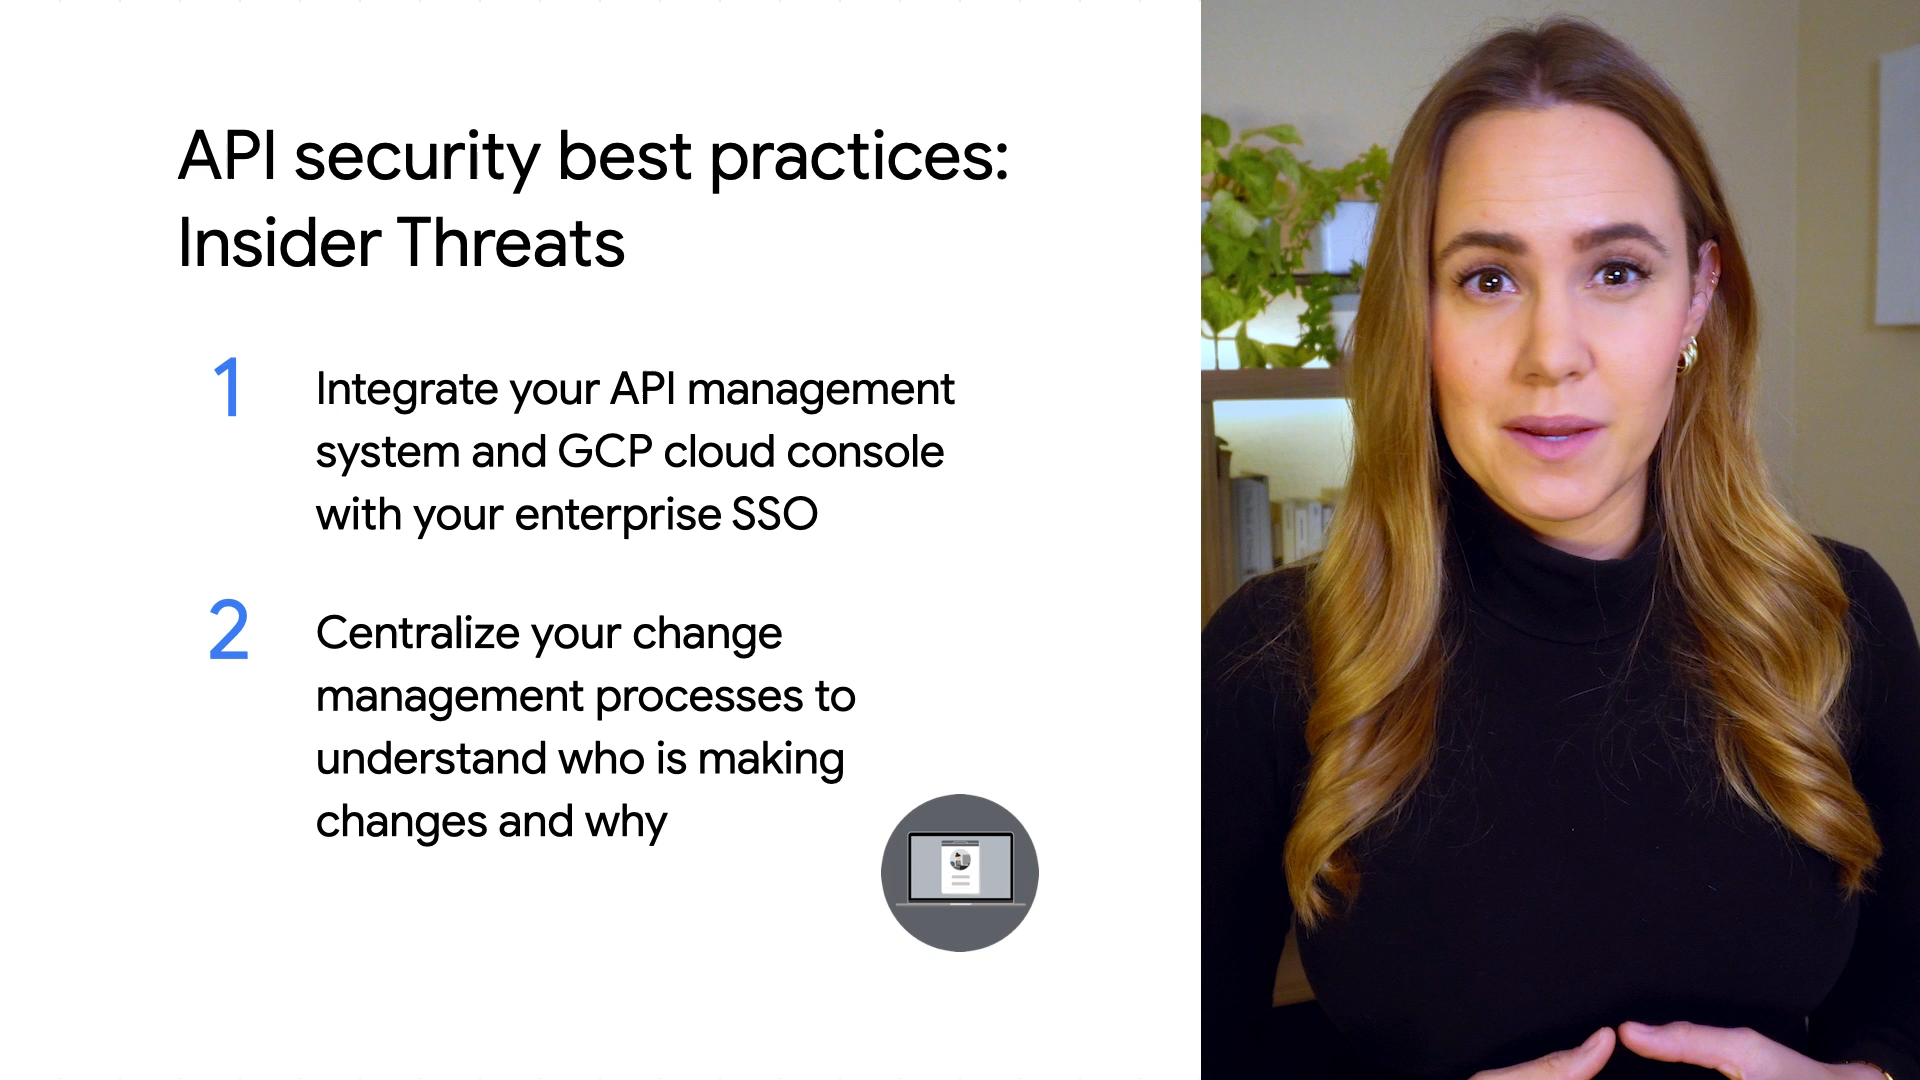 API security best practices:
Insider Threats
1
Integrate your API management
system and GCP cloud console
with your enterprise SSO
2
Centralize your change
management processes to
understand who is making
changes and why